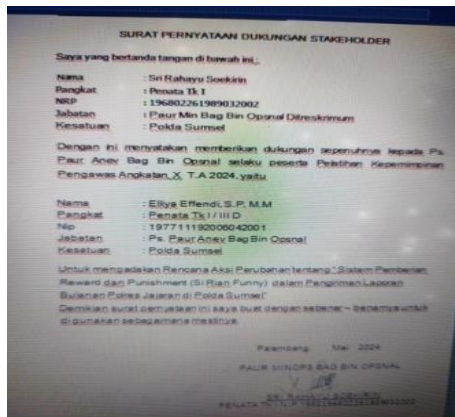 SURAT PERNYATAAN DUKUNGAN STAKEHOLDER
Saya yang bertanda tangan di bawah ini :
Nama : Sri Rahayu Soekirin
Pangkat : Penata Tk I
NRP : 196802261989032002
Jabatan : Paur Min Bag Bin Opsnal Ditreskrimum
Kesatuan : Polda Sumsel
Dengan ini menyatakan memberikan dukungan sepenuhnya kepada Ps.
Paur Anev Bag Bin Opsnal selaku peserta Pelatihan Kepemimpinan
Pengawas Angkatan X, T.A 2024, yaitu
Nama : Elliya Effendi, S.P, M.M
Pangkat : Penata Tk I / III D
Nip : 197711192006042001
Jabatan : Ps. Paur Anev Bag Bin Opsnal
Kesatuan : Polda Sumsel
Untuk mengadakan Rencana Aksi Perubahan tentang "Sistem Pemberian
Reward dan Punishment (Si Rian Funny) dalam Pengiriman Laporan
Bulanan Polres Jajaran di Polda Sumsel"
Demikian surat pernyataan ini saya buat dengan sebenar – benarnya untuk
di gunakan sebagaimana mestinya.
Palembang, Mei 2024
PAUR MINOPS BAG BIN OPSNAL
SRI RAHAYU SOEKIRIN
PENATA TK I NIP